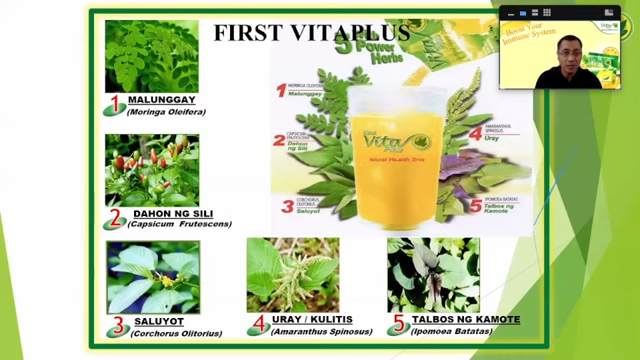 FIRST VITAPLUS
1 MALUNGGAY
(Moringa Oleifera)
2 DAHON NG SILI
(Capsicum Frutescens)
3 SALUYOT
(Corchorus Olitorius)
4 URAY / KULITIS
(Amaranthus Spinosus)
5 TALBOS NG KAMOTE
(Ipomoea Batatas)
5 Power
Herbs
1 MORINGA OLEIFERA
Malunggay
2 CAPSICUM
FRUTESCENS
Dahon
ng Sili
3 CORCHORUS
OLITORIUS
Saluyot
4 AMARANTHUS
SPINOSUS
Uray
5 IPOMOEA BATATAS
Talbos ng
Kamote
Vita
Plus
Natural Health Drink
Boost Your
Immune System